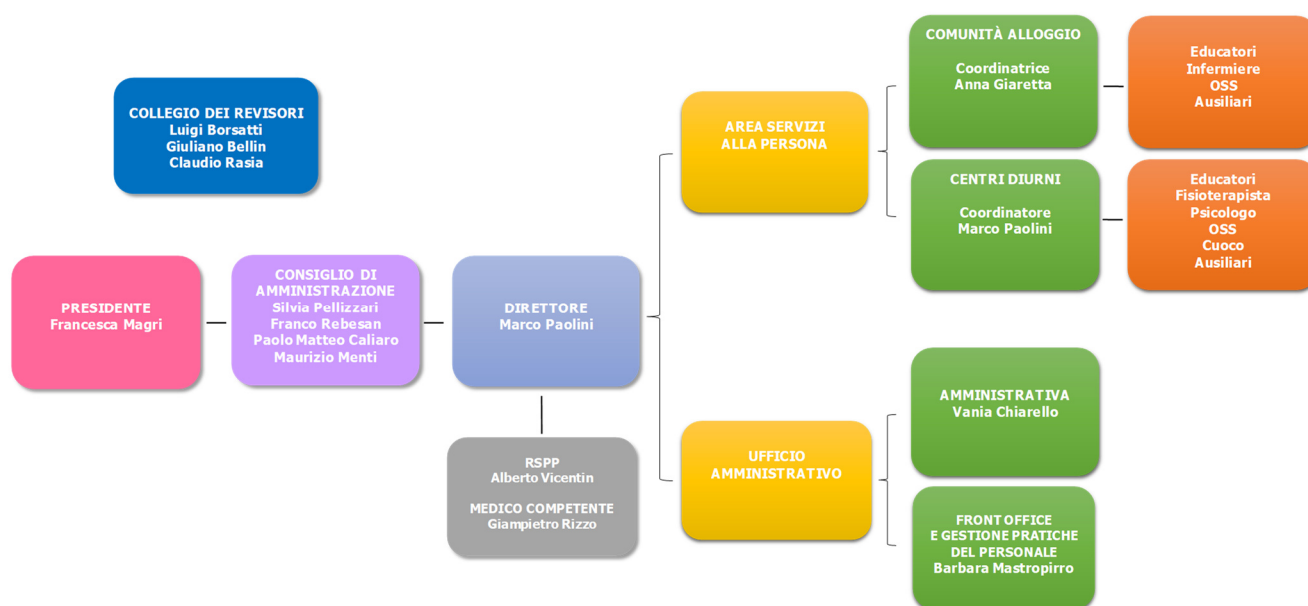 COLLEGIO DEI REVISORI
Luigi Borsatti
Giuliano Bellin
Claudio Rasia
PRESIDENTE
Francesca Magri
CONSIGLIO DI
AMMINISTRAZIONE
Silvia Pellizzari
Franco Rebesan
Paolo Matteo Caliaro
Maurizio Menti
DIRETTORE
Marco Paolini
RSPP
Alberto Vicentin
MEDICO COMPETENTE
Giampietro Rizzo
AREA SERVIZI
ALLA PERSONA
COMUNITÀ ALLOGGIO
Coordinatrice
Anna Giaretta
Educatori
Infermiere
OSS
Ausiliari
CENTRI DIURNI
Coordinatore
Marco Paolini
Educatori
Fisioterapista
Psicologo
OSS
Cuoco
Ausiliari
UFFICIO
AMMINISTRATIVO
AMMINISTRATIVA
Vania Chiarello
FRONT OFFICE
E GESTIONE PRATICHE
DEL PERSONALE
Barbara Mastropirro